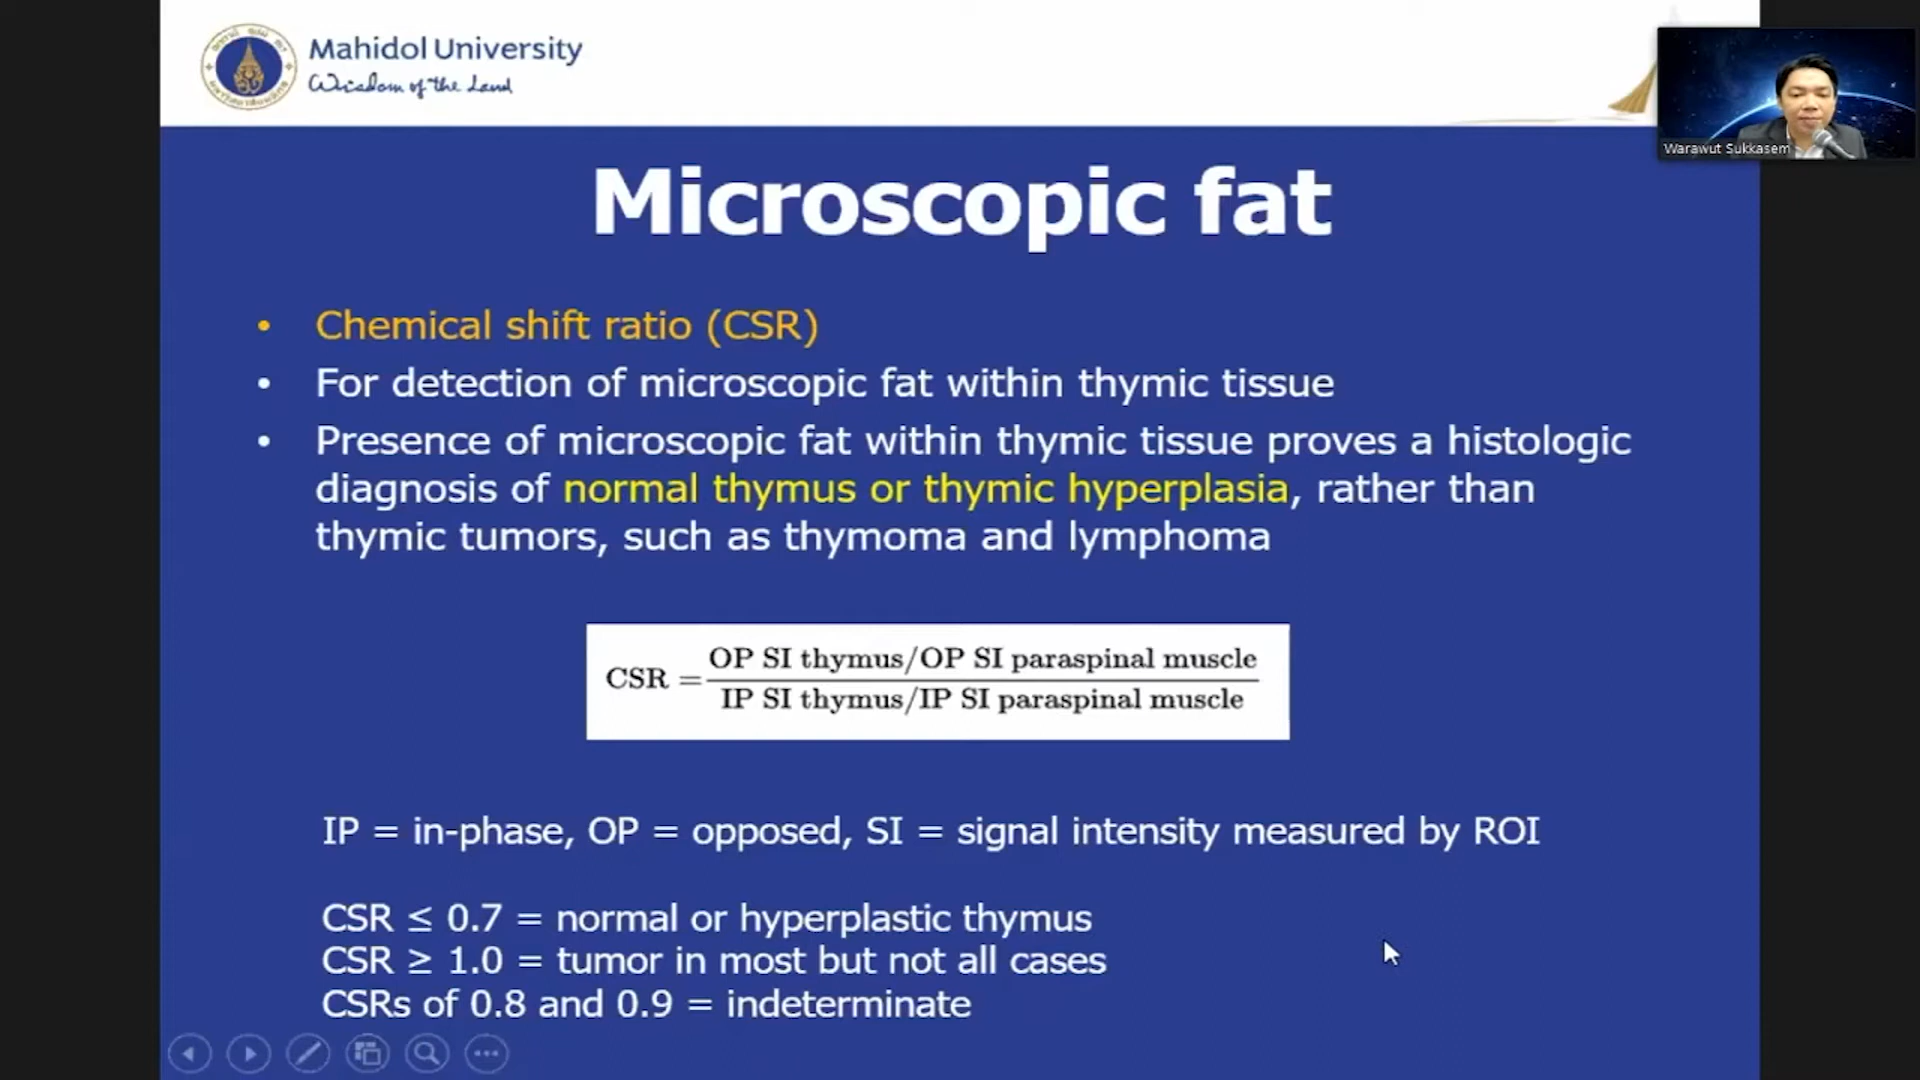 Mahidol University
Wisdom of the Land
Warawut Sukkasem
Microscopic fat
• Chemical shift ratio (CSR)
• For detection of microscopic fat within thymic tissue
• Presence of microscopic fat within thymic tissue proves a histologic
diagnosis of normal thymus or thymic hyperplasia, rather than
thymic tumors, such as thymoma and lymphoma
CSR = OP SI thymus/OP SI paraspinal muscle
IP SI thymus/IP SI paraspinal muscle
IP = in-phase, OP = opposed, SI = signal intensity measured by ROI
CSR ≤ 0.7 = normal or hyperplastic thymus
CSR ≥ 1.0 = tumor in most but not all cases
CSRs of 0.8 and 0.9 = indeterminate